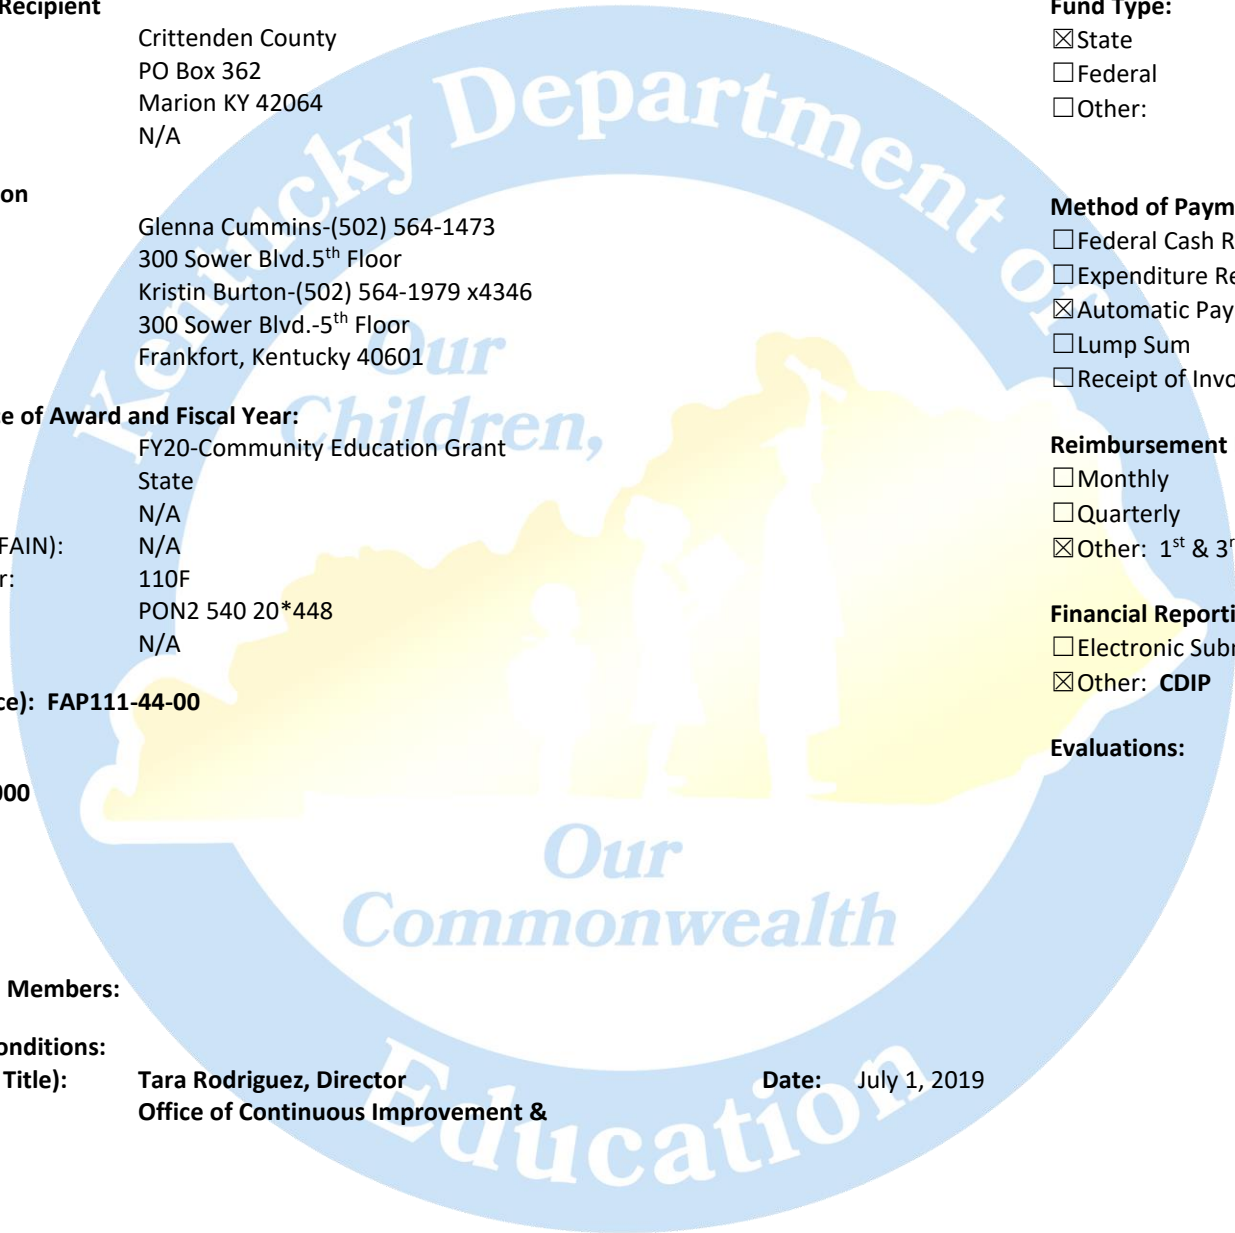 Recipient
Crittenden County
PO Box 362
Marion KY 42064
N/A
on
Glenna Cummins-(502) 564-1473
300 Sower Blvd.5th Floor
Kristin Burton-(502) 564-1979 x4346
300 Sower Blvd.-5th Floor
Frankfort, Kentucky 40601
ce of Award and Fiscal Year:
FY20-Community Education Grant
State
N/A
FAIN): N/A
r: 110F
PON2 540 20*448
N/A
ce): FAP111-44-00
000
Members:
onditions:
Title): Tara Rodriguez, Director Date: July 1, 2019
Office of Continuous Improvement &
Fund Type:
☒State
☐Federal
☐Other:
Method of Paym
☐Federal Cash R
☐Expenditure Re
☒Automatic Pay
☐Lump Sum
☐Receipt of Invo
Reimbursement
☐Monthly
☐Quarterly
☒Other: 1st & 3r
Financial Reporti
☐Electronic Subr
☒Other: CDIP
Evaluations:
Kentucky Department of
Education
Our
Children,
Our
Commonwealth